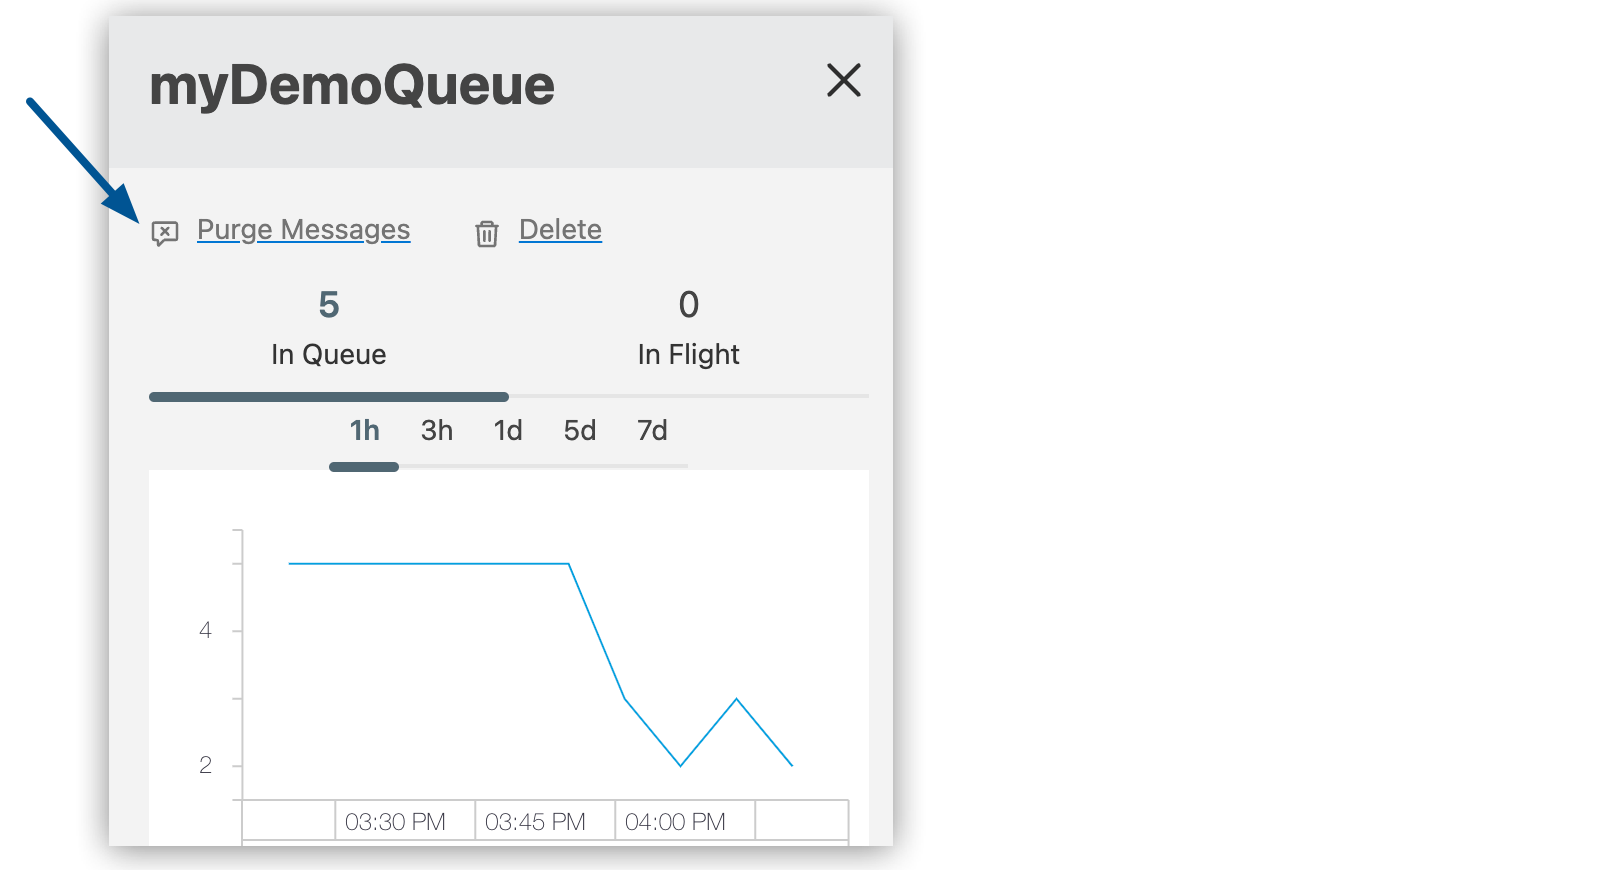 myDemoQueue
Purge Messages Delete
5 0
In Queue In Flight
1h 3h 1d 5d 7d
4
2
03:30 PM 03:45 PM 04:00 PM